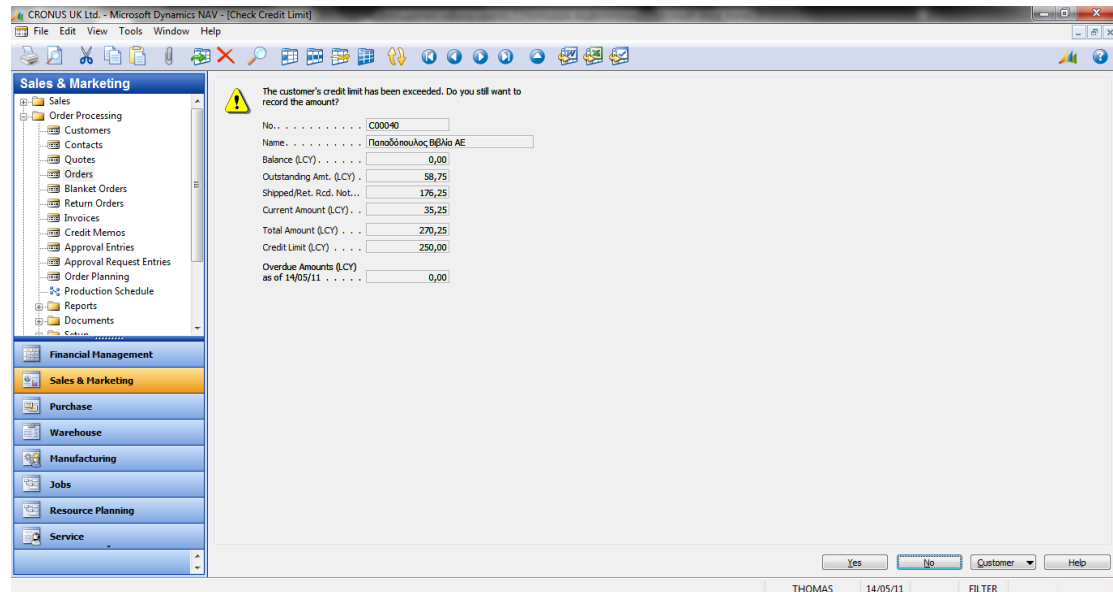 CRONUS UK Ltd. - Microsoft Dynamics NAV - [Check Credit Limit]
File Edit View Tools Window Help
Sales & Marketing
Sales
Order Processing
Customers
Contacts
Quotes
Orders
Blanket Orders
Return Orders
Invoices
Credit Memos
Approval Entries
Approval Request Entries
Order Planning
Production Schedule
Reports
Documents
Setup
Financial Management
Sales & Marketing
Purchase
Warehouse
Manufacturing
Jobs
Resource Planning
Service
The customer's credit limit has been exceeded. Do you still want to
record the amount?
No. . . . . . . . . . . . C00040
Name. . . . . . . . . . Παπαδόπουλος Βιβλία ΑΕ
Balance (LCY) . . . . . . 0,00
Outstanding Amt. (LCY) . 58,75
Shipped/Ret. Rcd. Not... 176,25
Current Amount (LCY) . . 35,25
Total Amount (LCY) . . . 270,25
Credit Limit (LCY) . . . . 250,00
Overdue Amounts (LCY)
as of 14/05/11 . . . . . 0,00
Yes No Customer Help
THOMAS 14/05/11 FILTER